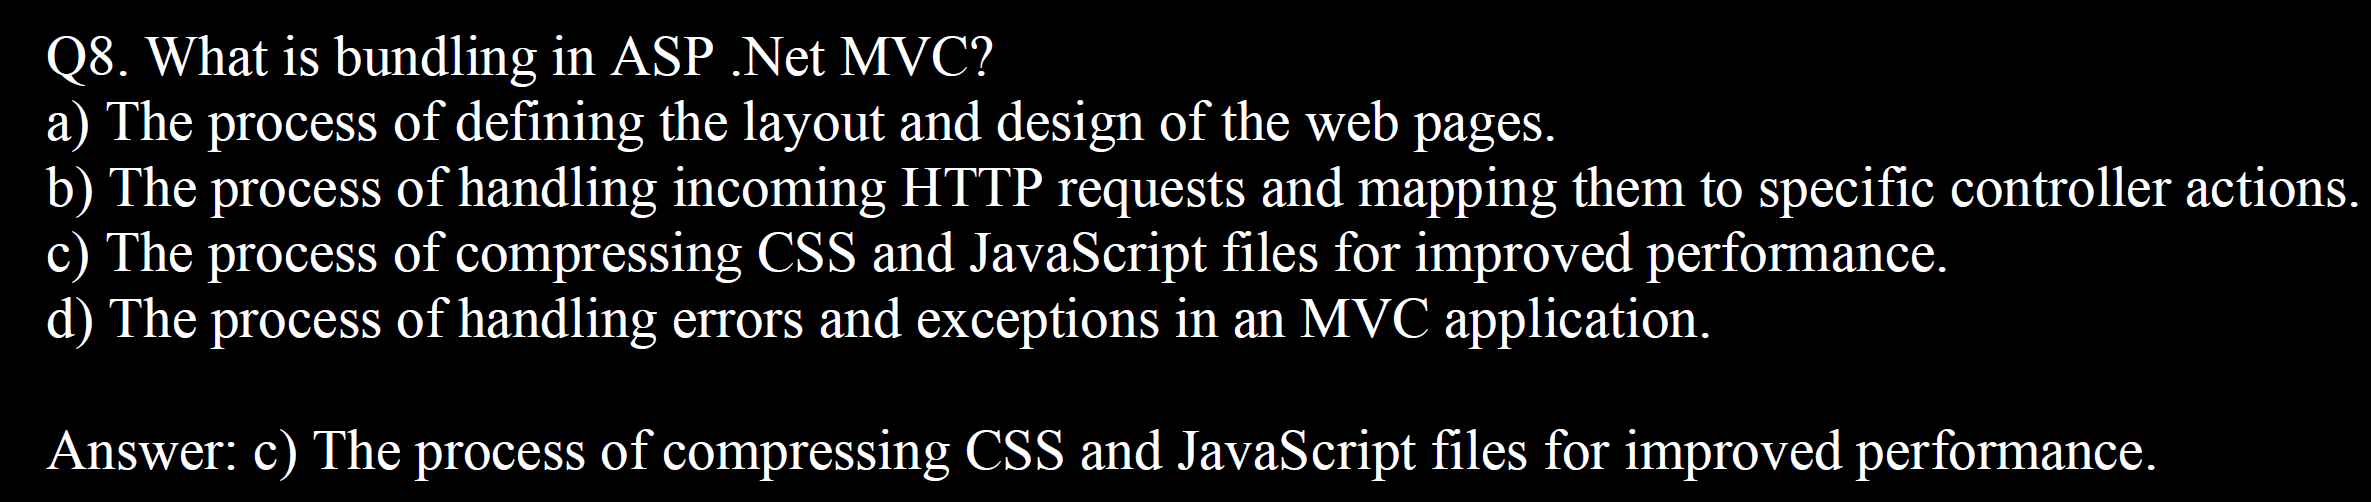 Q8. What is bundling in ASP .Net MVC?
a) The process of defining the layout and design of the web pages.
b) The process of handling incoming HTTP requests and mapping them to specific controller actions.
c) The process of compressing CSS and JavaScript files for improved performance.
d) The process of handling errors and exceptions in an MVC application.
Answer: c) The process of compressing CSS and JavaScript files for improved performance.